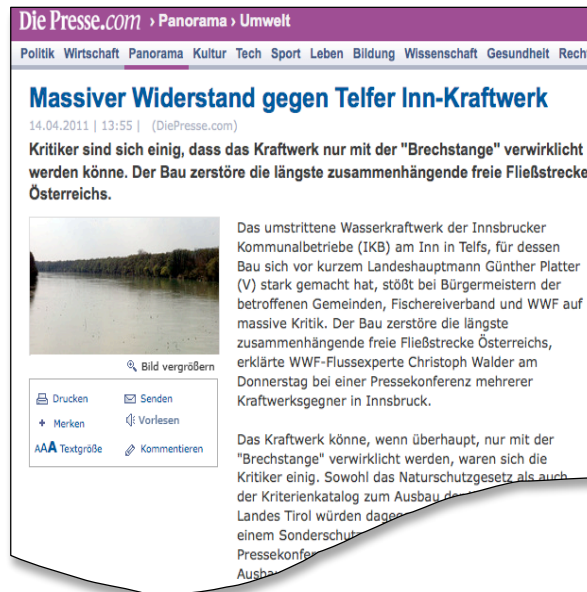 Die Presse.com › Panorama › Umwelt
Politik Wirtschaft Panorama Kultur Tech Sport Leben Bildung Wissenschaft Gesundheit Recht
Massiver Widerstand gegen Telfer Inn-Kraftwerk
14.04.2011 | 13:55 | (DiePresse.com)
Kritiker sind sich einig, dass das Kraftwerk nur mit der "Brechstange" verwirklicht
werden könne. Der Bau zerstöre die längste zusammenhängende freie Fließstrecke
Österreichs.
Bild vergrößern
Drucken Senden
Merken Vorlesen
AAA Textgröße Kommentieren
Das umstrittene Wasserkraftwerk der Innsbrucker
Kommunalbetriebe (IKB) am Inn in Telfs, für dessen
Bau sich vor kurzem Landeshauptmann Günther Platter
(V) stark gemacht hat, stößt bei Bürgermeistern der
betroffenen Gemeinden, Fischereiverband und WWF auf
massive Kritik. Der Bau zerstöre die längste
zusammenhängende freie Fließstrecke Österreichs,
erklärte WWF-Flussexperte Christoph Walder am
Donnerstag bei einer Pressekonferenz mehrerer
Kraftwerksgegner in Innsbruck.
Das Kraftwerk könne, wenn überhaupt, nur mit der
"Brechstange" verwirklicht werden, waren sich die
Kritiker einig. Sowohl das Naturschutzgesetz als auch
der Kriterienkatalog zum Ausbau
Landes Tirol würden
einem